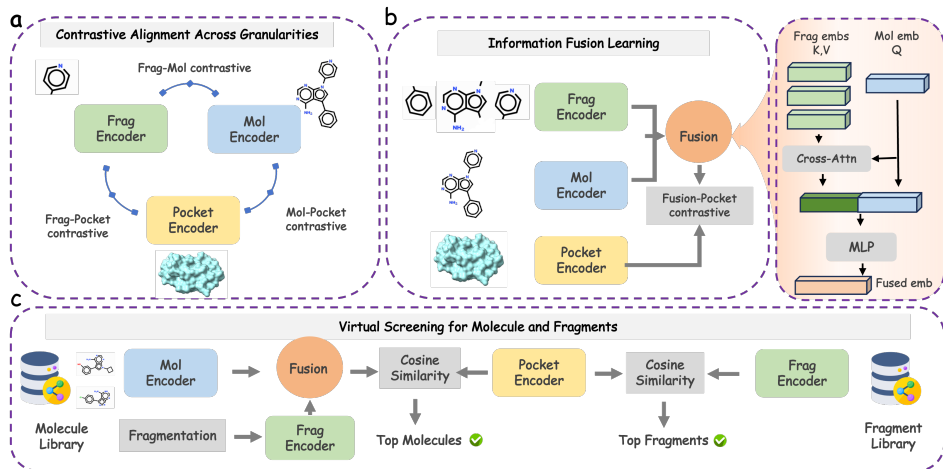 a
Contrastive Alignment Across Granularities
Frag-Mol contrastive
N
N
N
N
N
NH₂
Frag
Encoder
Mol
Encoder
Frag-Pocket
contrastive
Pocket
Encoder
Mol-Pocket
contrastive
b
Information Fusion Learning
NH₂
Frag
Encoder
Mol
Encoder
NH₂
Pocket
Encoder
Fusion
Fusion-Pocket
contrastive
Frag embs
K,V
Mol emb
Q
Cross-Attn
MLP
Fused emb
c
Virtual Screening for Molecule and Fragments
Molecule
Library
Mol
Encoder
Fragmentation
Fusion
Frag
Encoder
Cosine
Similarity
Top Molecules
Pocket
Encoder
Cosine
Similarity
Top Fragments
Frag
Encoder
Fragment
Library